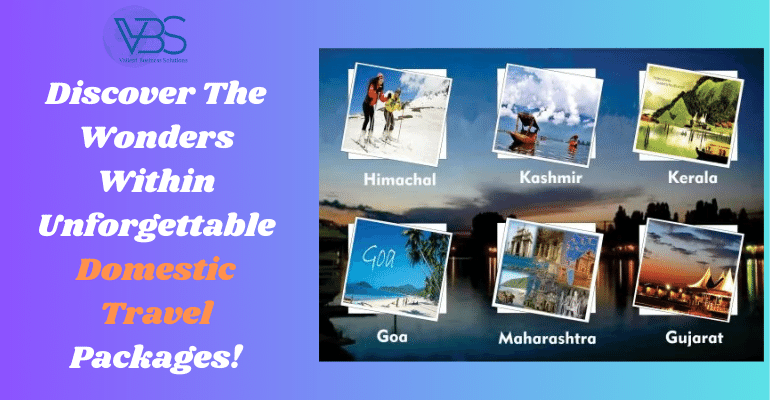 VBS
Discover The
Wonders
Within
Unforgettable
Domestic
Travel
Packages!
Himachal
Kashmir
Kerala
Goa
Goa
Maharashtra
Gujarat